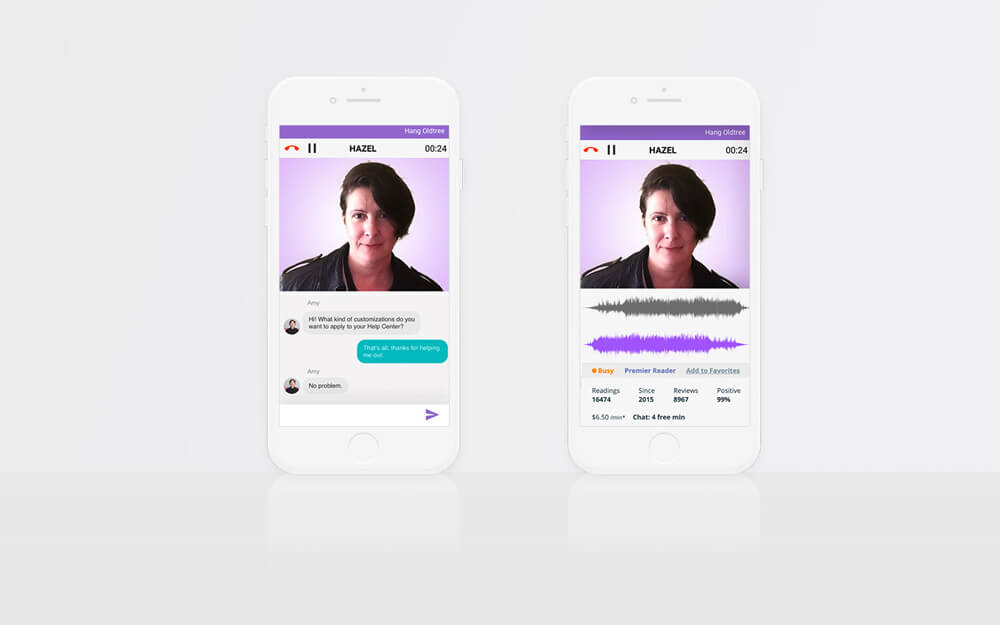 Hang Oldtree
HAZEL
00:24
Amy
Hi! What kind of customizations do you
want to apply to your Help Center?
That's all, thanks for helping
me out.
Amy
No problem.
Hang Oldtree
HAZEL
00:24
Busy
Premier Reader
Add to Favorites
Readings
Since
Reviews
Positive
16474
2015
8967
99%
$6.50 /min*
Chat: 4 free min